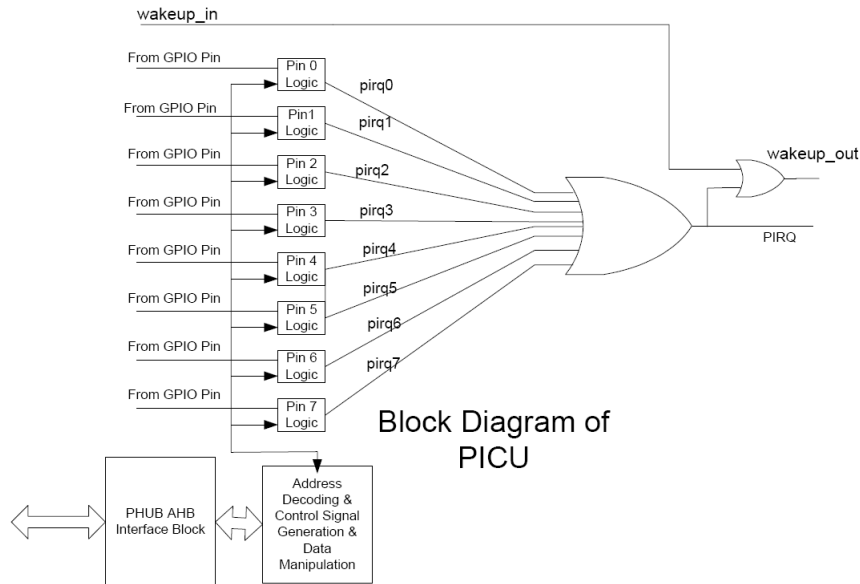 wakeup_in
From GPIO Pin
Pin 0
Logic
pirq0
From GPIO Pin
Pin1
Logic
pirq1
From GPIO Pin
Pin 2
Logic
pirq2
From GPIO Pin
Pin 3
Logic
pirq3
From GPIO Pin
Pin 4
Logic
pirq4
From GPIO Pin
Pin 5
Logic
pirq5
From GPIO Pin
Pin 6
Logic
pirq6
From GPIO Pin
Pin 7
Logic
pirq7
wakeup_out
PIRQ
Block Diagram of
PICU
PHUB AHB
Interface Block
Address
Decoding &
Control Signal
Generation &
Data
Manipulation